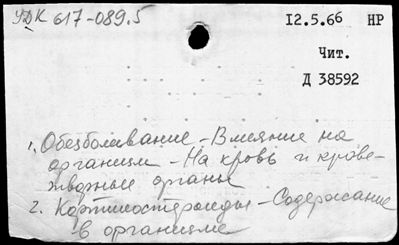 УДК 617-089.5
12.5.66 НР
Чит.
Д 38592
1. Обезболивание - Влияние на
организм - На кровь и крове-
творные органы
2. Кортикостероиды - Содержание
в организме